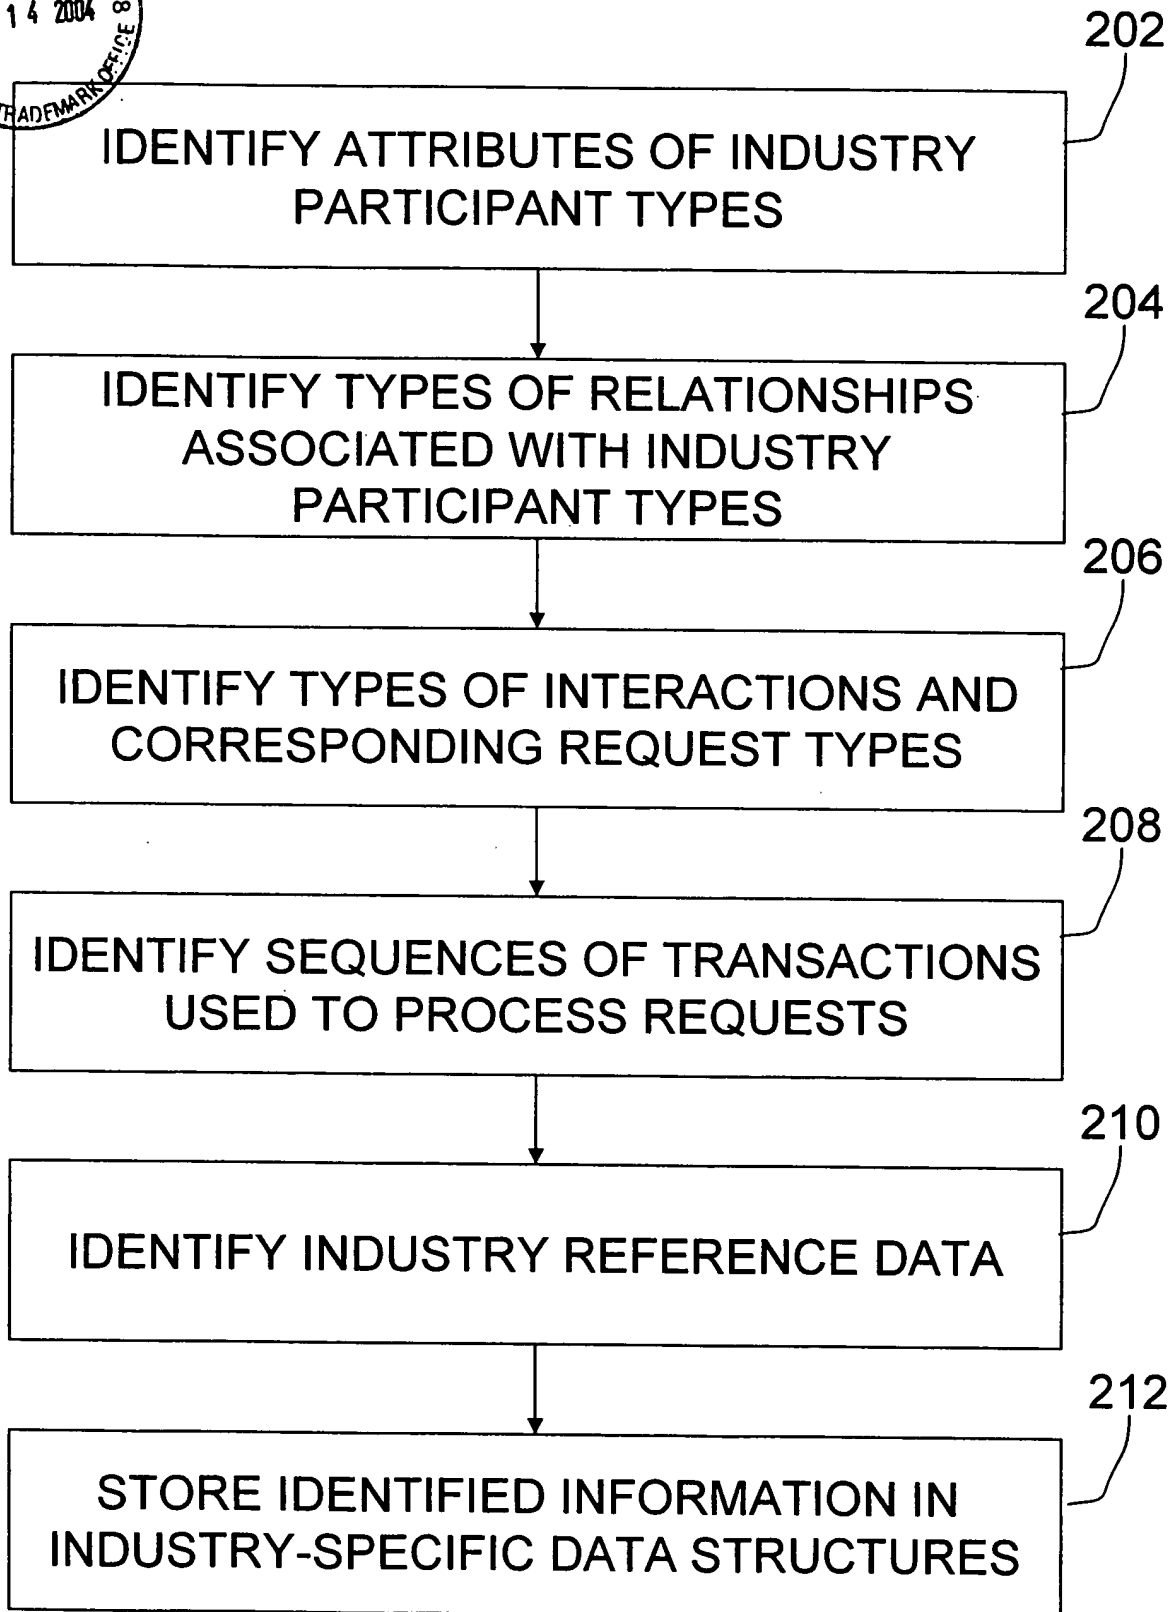 14 2004
TRADEMARK OFFICE
202
IDENTIFY ATTRIBUTES OF INDUSTRY
PARTICIPANT TYPES
204
IDENTIFY TYPES OF RELATIONSHIPS
ASSOCIATED WITH INDUSTRY
PARTICIPANT TYPES
206
IDENTIFY TYPES OF INTERACTIONS AND
CORRESPONDING REQUEST TYPES
208
IDENTIFY SEQUENCES OF TRANSACTIONS
USED TO PROCESS REQUESTS
210
IDENTIFY INDUSTRY REFERENCE DATA
212
STORE IDENTIFIED INFORMATION IN
INDUSTRY-SPECIFIC DATA STRUCTURES